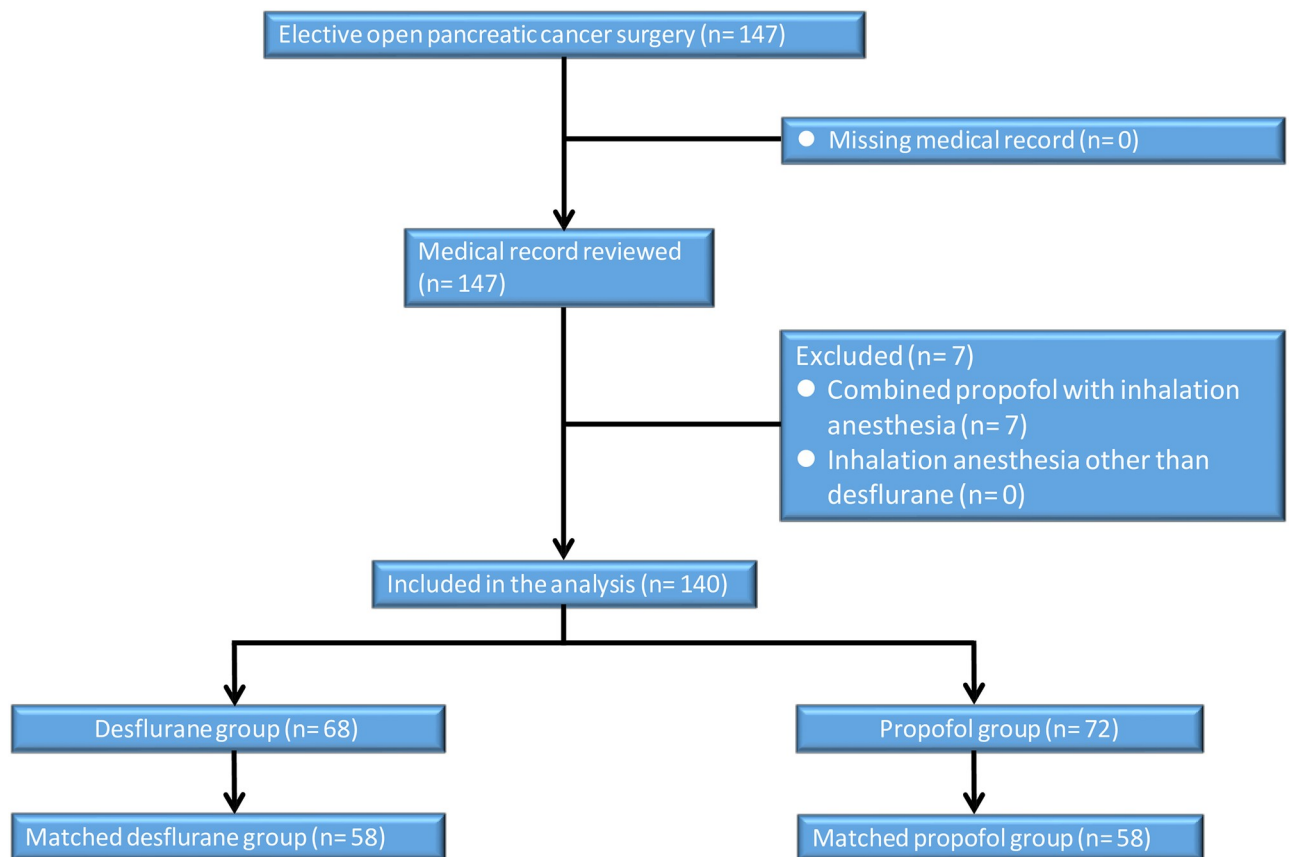 Elective open pancreatic cancer surgery (n= 147)
● Missing medical record (n= 0)
Medical record reviewed
(n= 147)
Excluded (n= 7)
● Combined propofol with inhalation
anesthesia (n= 7)
● Inhalation anesthesia other than
desflurane (n= 0)
Included in the analysis (n= 140)
Desflurane group (n= 68)
Propofol group (n= 72)
Matched desflurane group (n= 58)
Matched propofol group (n= 58)